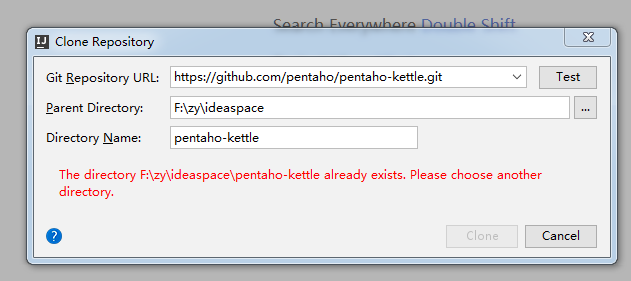 Search Everywhere Double Shift
Clone Repository
Git Repository URL: https://github.com/pentaho/pentaho-kettle.git Test
Parent Directory: F:\zy\ideaspace ...
Directory Name: pentaho-kettle
The directory F:\zy\ideaspace\pentaho-kettle already exists. Please choose another
directory.
? Clone Cancel